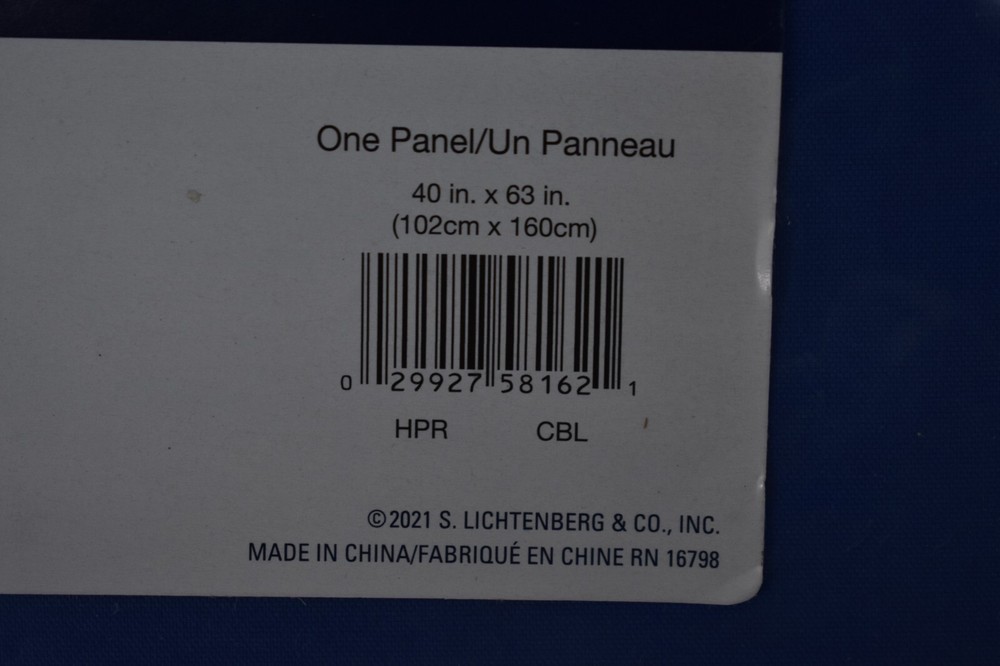 One Panel/Un Panneau
40 in. x 63 in.
(102cm x 160cm)
0 29927 58162 1
HPR CBL
©2021 S. LICHTENBERG & CO., INC.
MADE IN CHINA/FABRIQUÉ EN CHINE RN 16798